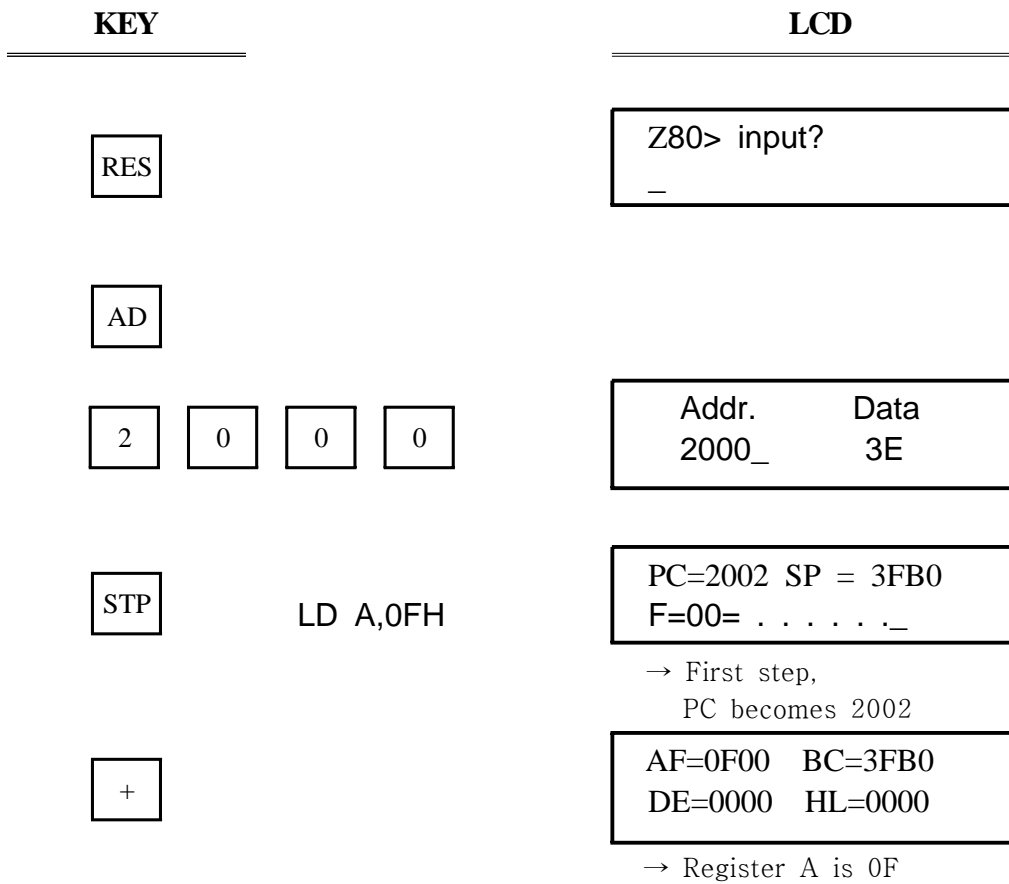 KEY LCD
RES
Z80> input?
_
AD
2 0 0 0
Addr. Data
2000_ 3E
STP LD A,0FH
PC=2002 SP = 3FB0
F=00= . . . . . ._
→ First step,
PC becomes 2002
+
AF=0F00 BC=3FB0
DE=0000 HL=0000
→ Register A is 0F